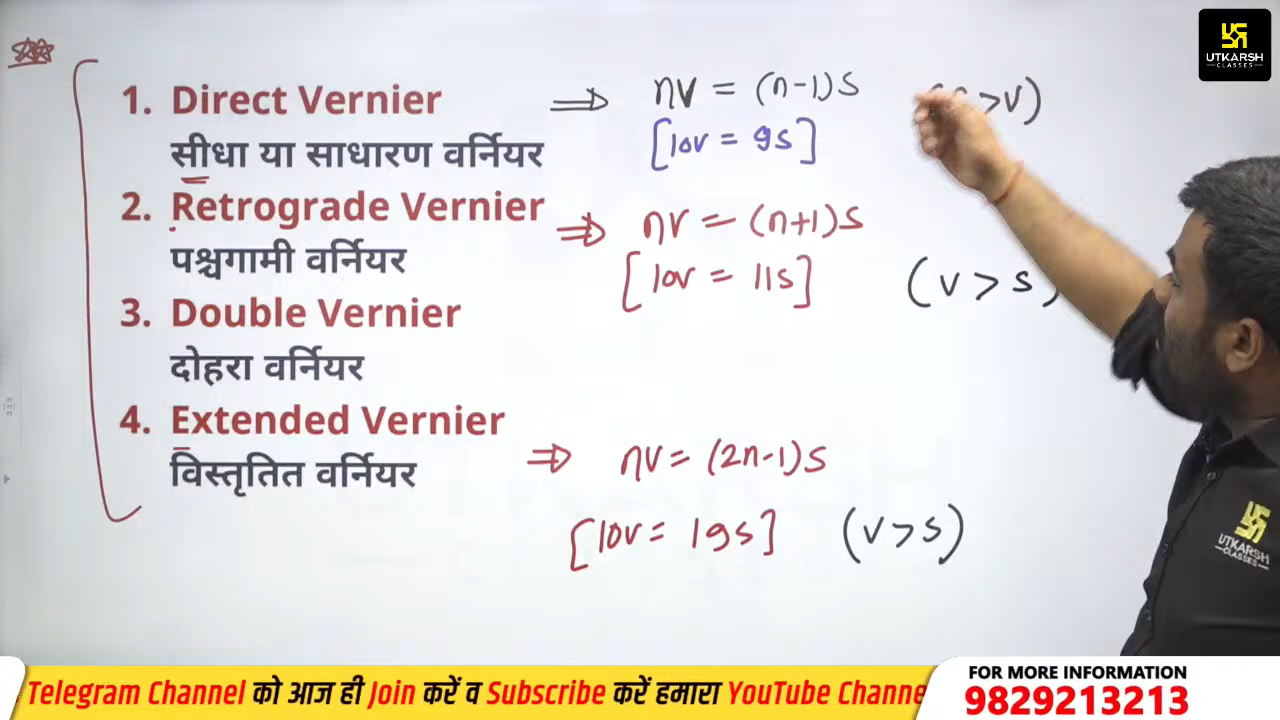 UTKARSH
CLASSES
1. Direct Vernier ⇒ nv = (n-1)s >v)
सीधा या साधारण वर्नियर [10v = 9s]
2. Retrograde Vernier ⇒ nv = (n+1)s
पश्चगामी वर्नियर [10v = 11s] (v > s)
3. Double Vernier
दोहरा वर्नियर
4. Extended Vernier ⇒ nv = (2n-1)s
विस्तृतित वर्नियर
[10v = 19s] (v > s)
UTKARSH
CLASSES
Telegram Channel को आज ही Join करें व Subscribe करें हमारा YouTube Channe
FOR MORE INFORMATION
9829213213